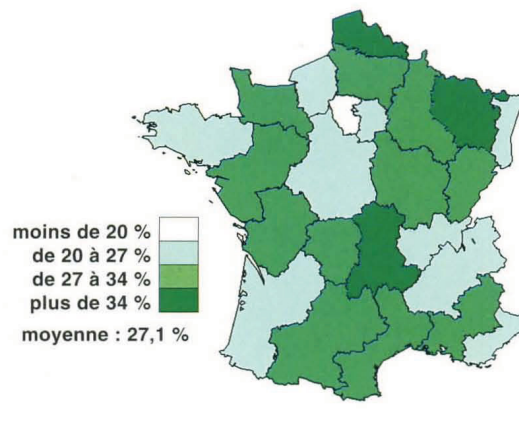 moins de 20 %
de 20 à 27 %
de 27 à 34 %
plus de 34 %
moyenne : 27,1 %